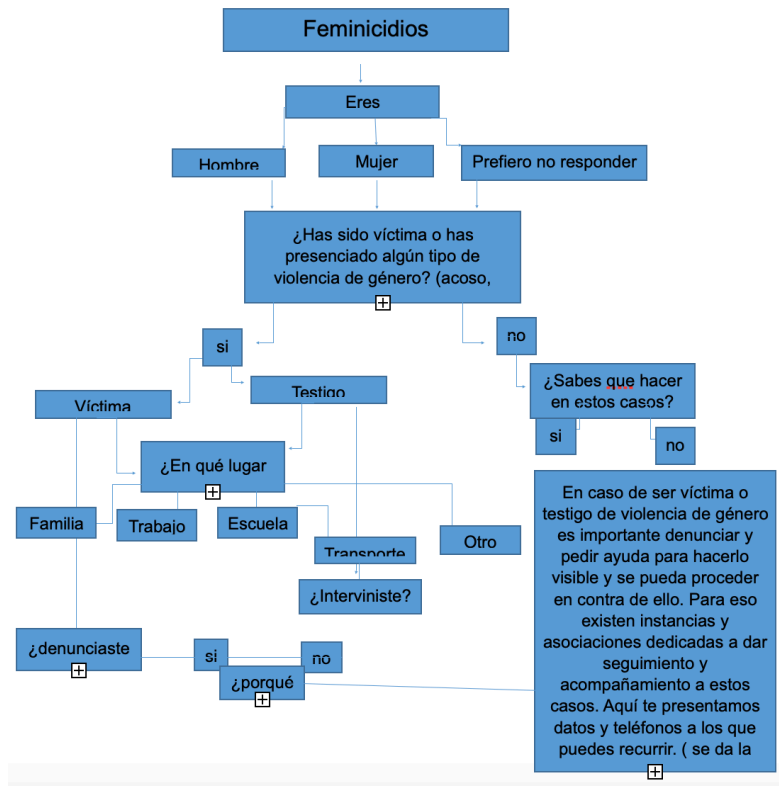 Feminicidios
Eres
Hombre
Mujer
Prefiero no responder
¿Has sido víctima o has
presenciado algún tipo de
violencia de género? (acoso,
si
no
Víctima
Testigo
¿Sabes que hacer
en estos casos?
si
no
¿En qué lugar
Familia
Trabajo
Escuela
Transporte
Otro
¿Interviniste?
¿denunciaste
si
no
¿porqué
En caso de ser víctima o
testigo de violencia de género
es importante denunciar y
pedir ayuda para hacerlo
visible y se pueda proceder
en contra de ello. Para eso
existen instancias y
asociaciones dedicadas a dar
seguimiento y
acompañamiento a estos
casos. Aquí te presentamos
datos y teléfonos a los que
puedes recurrir. ( se da la